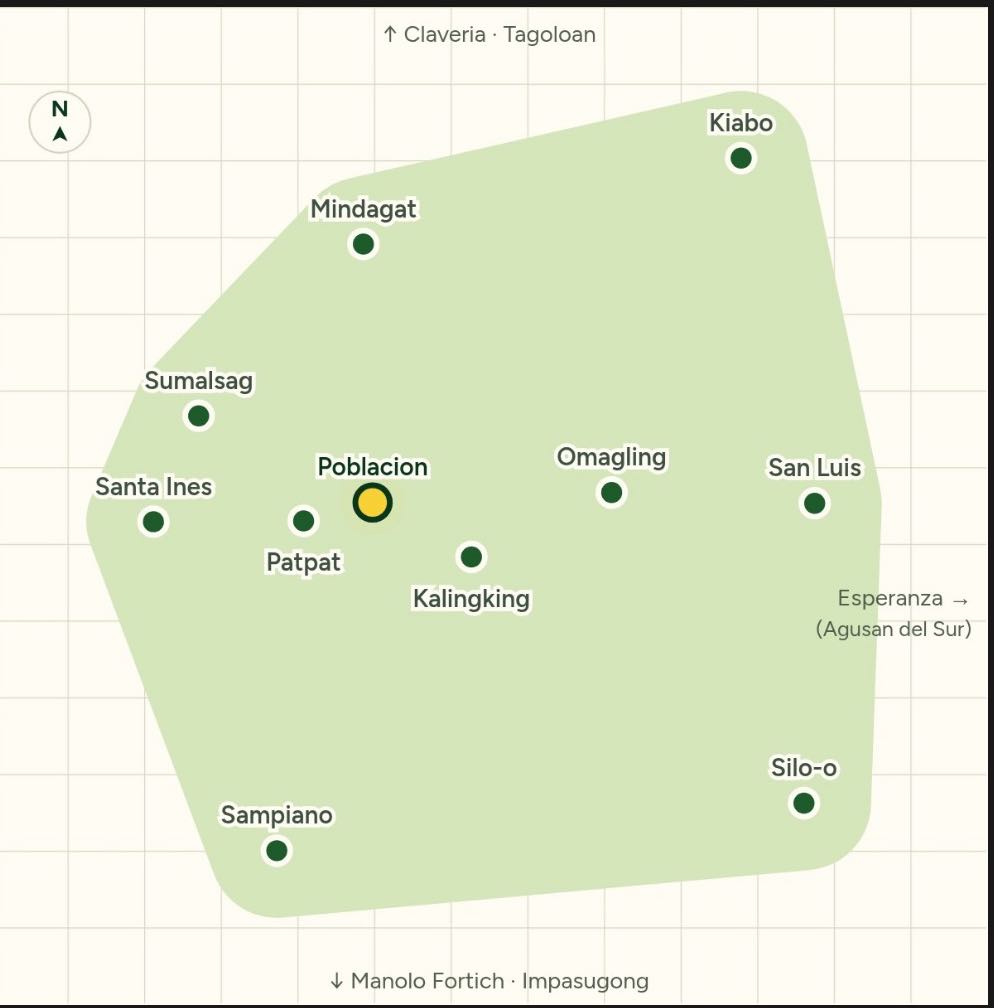 ↑ Claveria · Tagoloan
N
Kiabo
Mindagat
Sumalsag
Poblacion
Omagling
San Luis
Santa Ines
Patpat
Kalingking
Esperanza →
(Agusan del Sur)
Silo-o
Sampiano
↓ Manolo Fortich · Impasugong